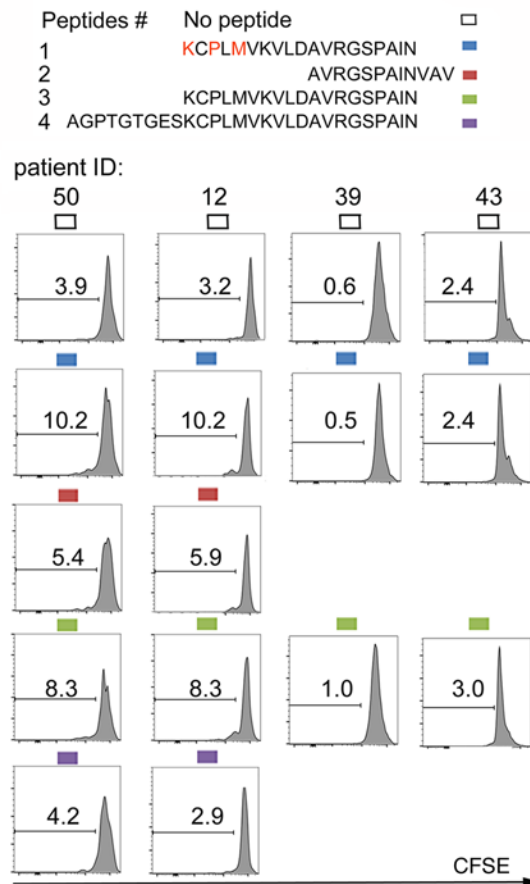 Peptides # No peptide
1 KCPLMVKVLDAVRGSPAIN
2 AVRGSPAINVAV
3 KCPLMVKVLDAVRGSPAIN
4 AGPTGTGESKCPLMVKVLDAVRGSPAIN
patient ID:
50 12 39 43
3.9 3.2 0.6 2.4
10.2 10.2 0.5 2.4
5.4 5.9
8.3 8.3 1.0 3.0
4.2 2.9
CFSE